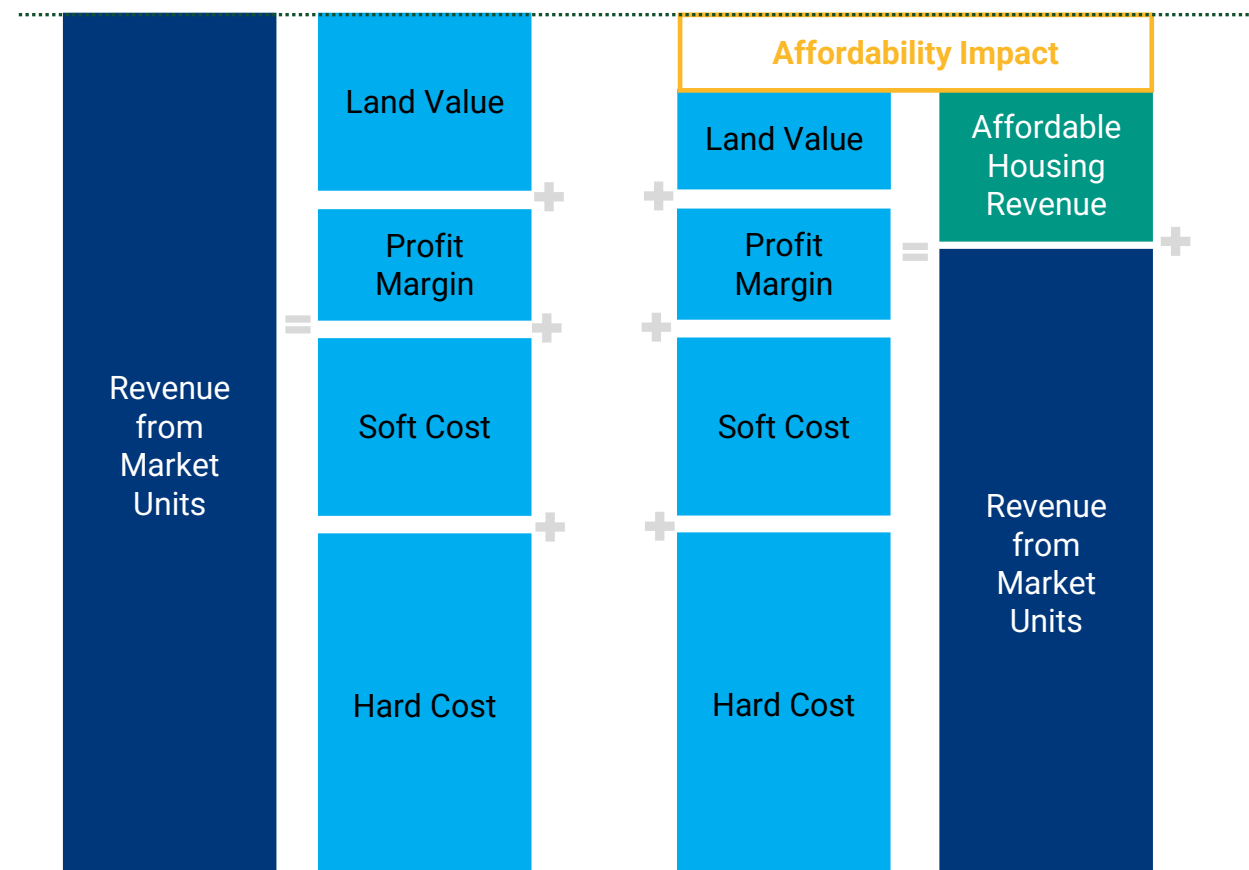 Revenue
from
Market
Units
=
Land Value
+
Profit
Margin
+
Soft Cost
+
Hard Cost
Affordability Impact
Land Value
+
Profit
Margin
+
Soft Cost
+
Hard Cost
=
Affordable
Housing
Revenue
+
Revenue
from
Market
Units